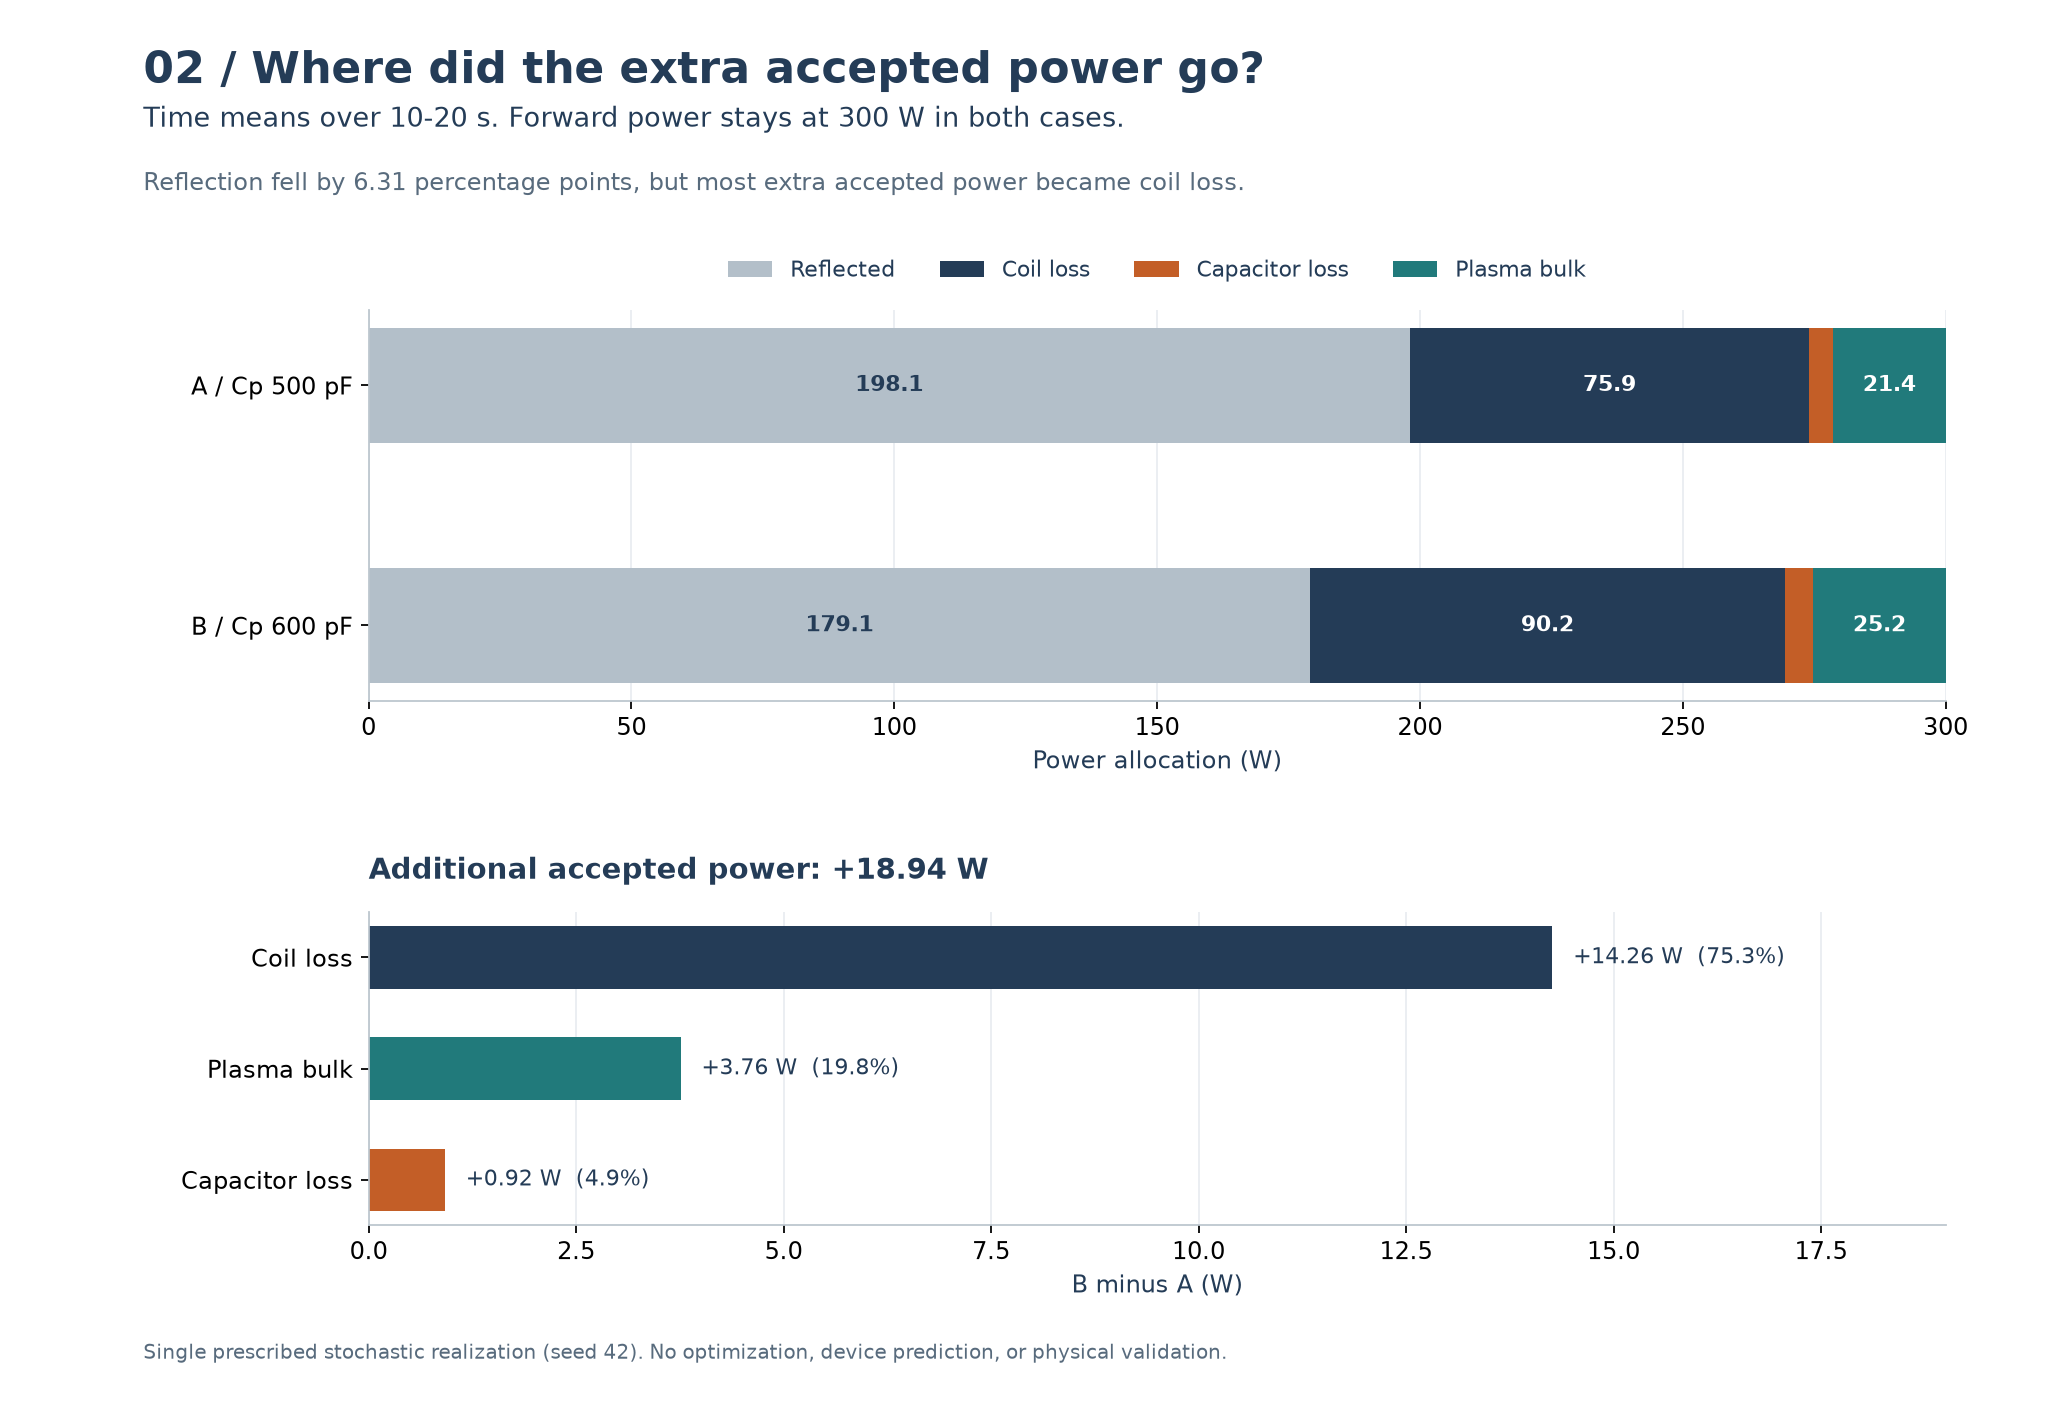 02 / Where did the extra accepted power go?
Time means over 10-20 s. Forward power stays at 300 W in both cases.
Reflection fell by 6.31 percentage points, but most extra accepted power became coil loss.
Reflected Coil loss Capacitor loss Plasma bulk
A / Cp 500 pF 198.1 75.9 21.4
B / Cp 600 pF 179.1 90.2 25.2
0 50 100 150 200 250 300
Power allocation (W)
Additional accepted power: +18.94 W
Coil loss +14.26 W (75.3%)
Plasma bulk +3.76 W (19.8%)
Capacitor loss +0.92 W (4.9%)
0.0 2.5 5.0 7.5 10.0 12.5 15.0 17.5
B minus A (W)
Single prescribed stochastic realization (seed 42). No optimization, device prediction, or physical validation.